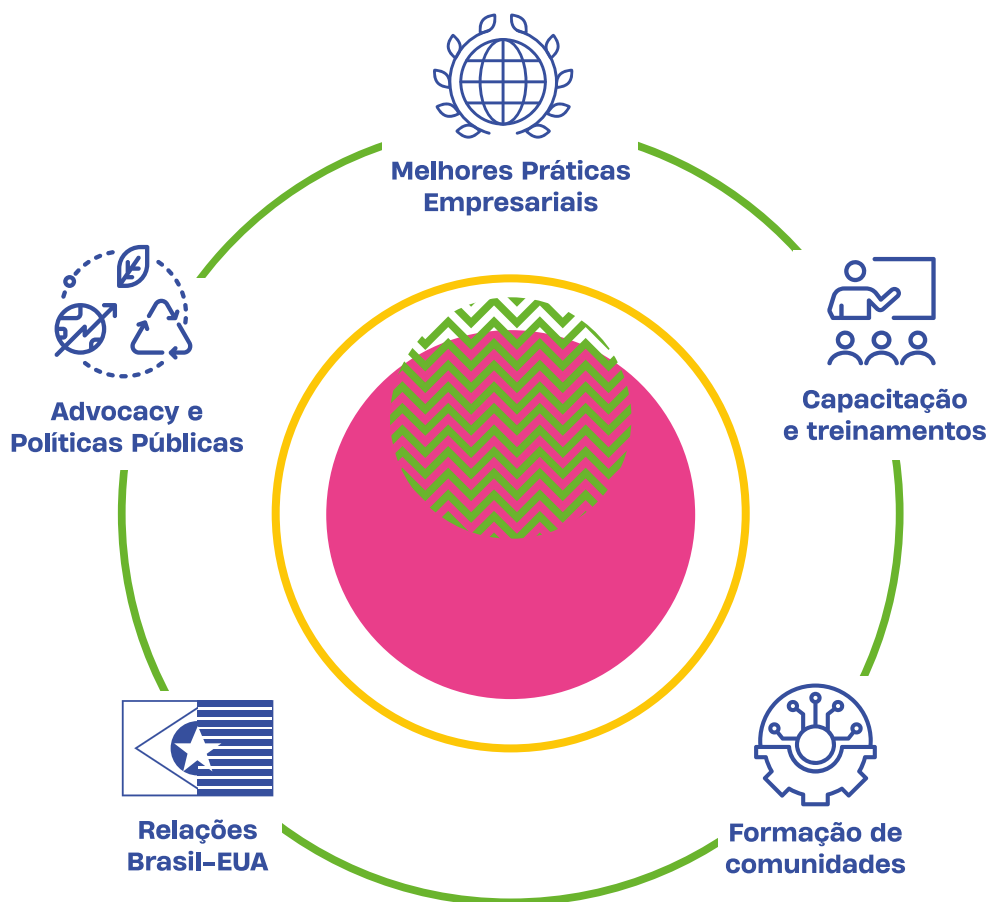 Melhores Práticas
Empresariais
Advocacy e
Políticas Públicas
Capacitação
e treinamentos
Relações
Brasil–EUA
Formação de
comunidades